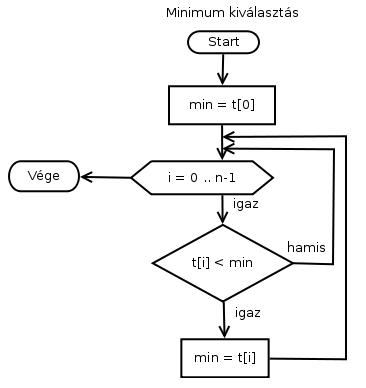 Minimum kiválasztás
Start
min = t[0]
Vége
i = 0 .. n-1
igaz
hamis
t[i] < min
igaz
min = t[i]